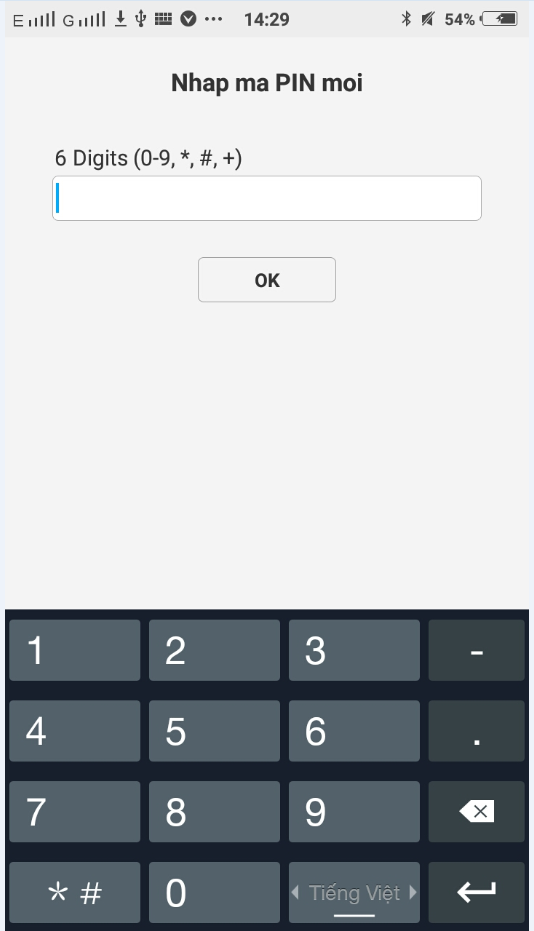 E G ... 14:29 54%
Nhap ma PIN moi
6 Digits (0-9, *, #, +)
OK
1 2 3 -
4 5 6 .
7 8 9
* # 0 Tiếng Việt